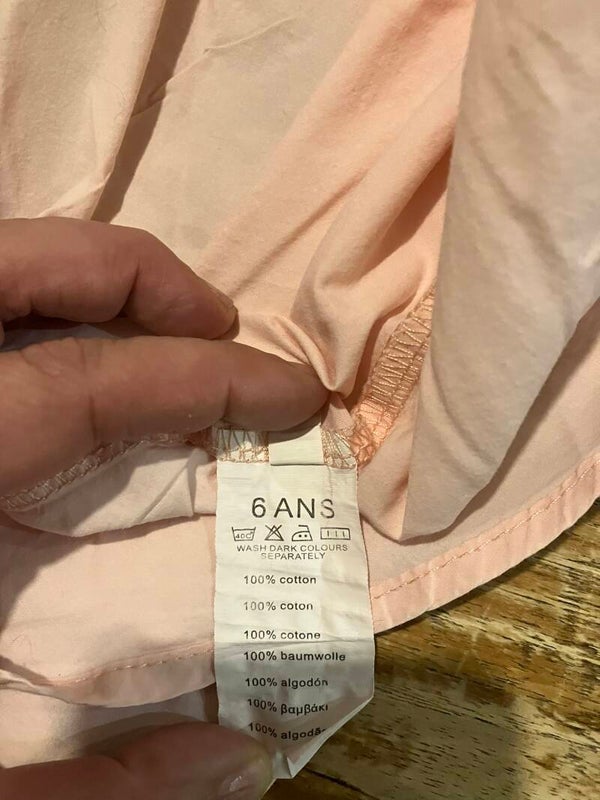 6 ANS
40C
WASH DARK COLOURS
SEPARATELY
100% cotton
100% coton
100% cotone
100% baumwolle
100% algodón
100% βαμβάκι
100%